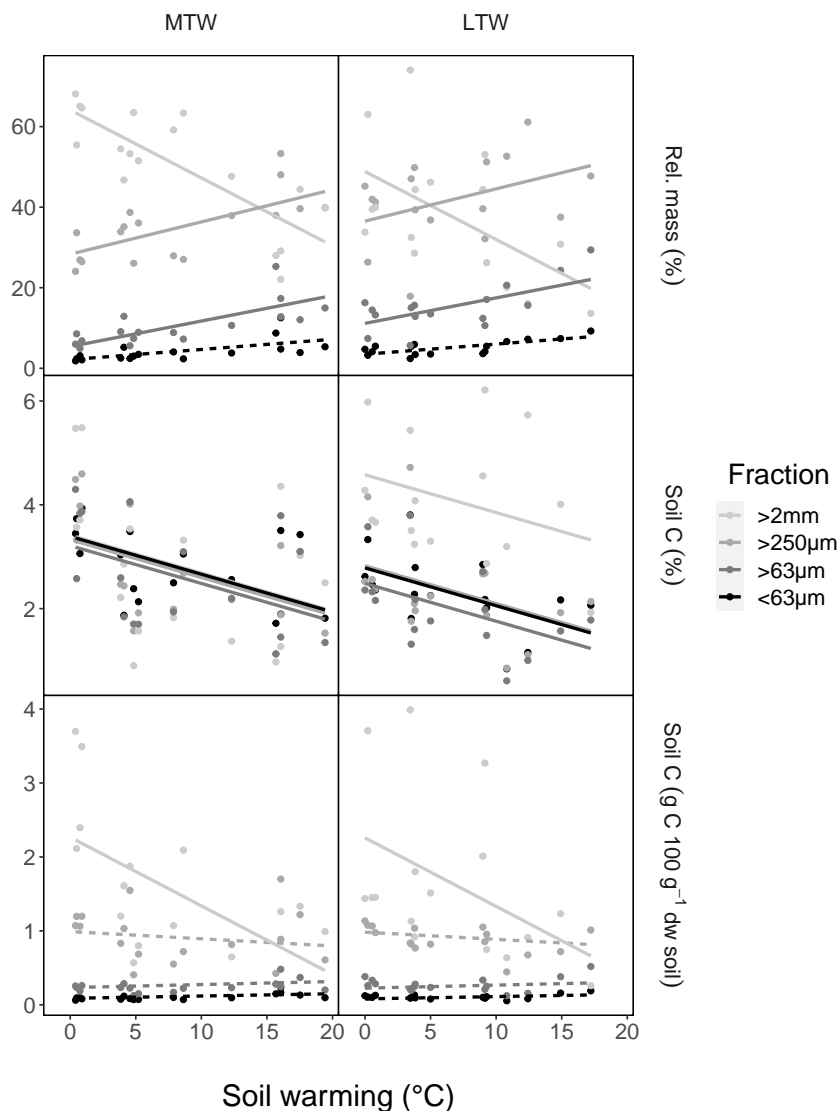 MTW LTW
60
40
20
0
Rel. mass (%)
6
4
2
Soil C (%)
4
3
2
1
0
Soil C (g C 100 g⁻¹ dw soil)
0 5 10 15 20 0 5 10 15 20
Soil warming (°C)
Fraction
>2mm
>250µm
>63µm
<63µm